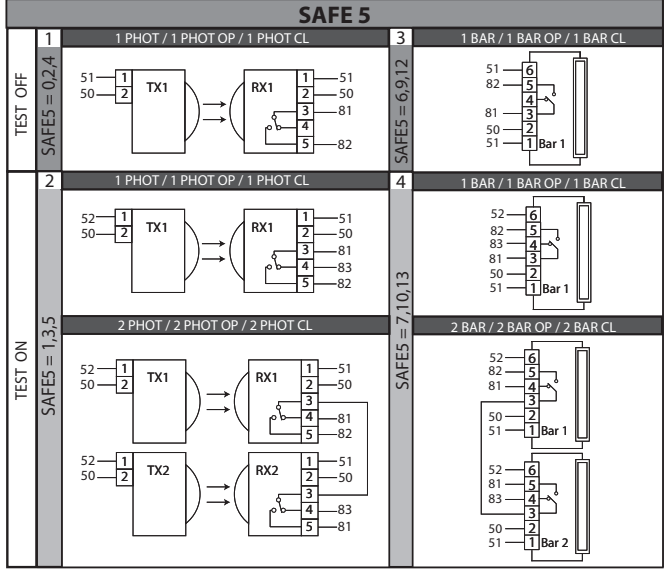 SAFE 5
1
1 PHOT / 1 PHOT OP / 1 PHOT CL
3
1 BAR / 1 BAR OP / 1 BAR CL
TEST OFF
SAFE5 = 0,2,4
51 1
50 2
TX1
RX1
1 51
2 50
3 81
4
5 82
SAFE5 = 6,9,12
51 6
82 5
4
81 3
50 2
51 1 Bar 1
2
1 PHOT / 1 PHOT OP / 1 PHOT CL
4
1 BAR / 1 BAR OP / 1 BAR CL
TEST ON
SAFE5 = 1,3,5
52 1
50 2
TX1
RX1
1 51
2 50
3 81
4 83
5 82
SAFE5 = 7,10,13
52 6
82 5
83 4
81 3
50 2
51 1 Bar 1
2 PHOT / 2 PHOT OP / 2 PHOT CL
2 BAR / 2 BAR OP / 2 BAR CL
52 1
50 2
TX1
RX1
1 51
2 50
3
4 81
5 82
52 6
82 5
81 4
3
50 2
51 1 Bar 1
52 1
50 2
TX2
RX2
1 51
2 50
3
4 83
5 81
52 6
81 5
83 4
3
50 2
51 1 Bar 2